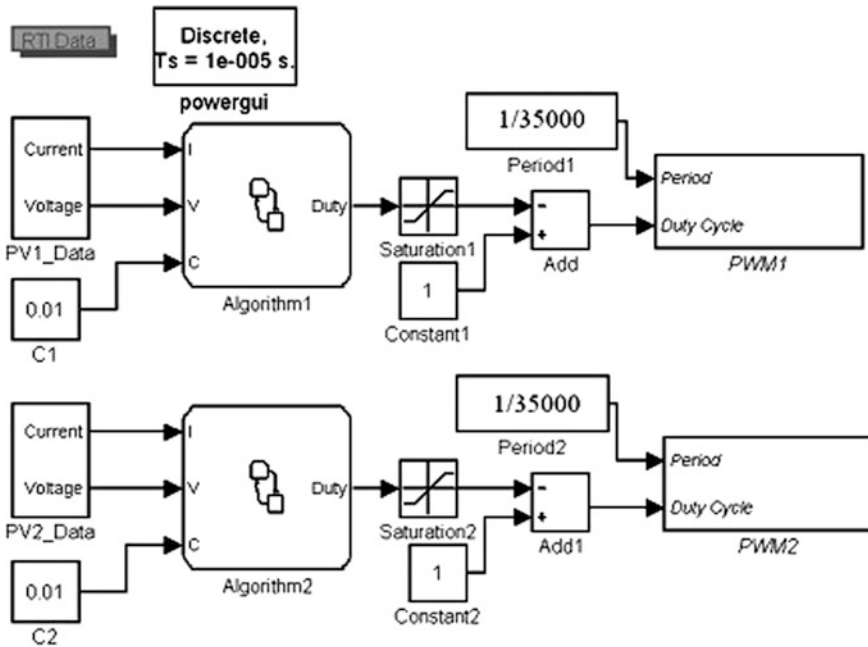 RTI Data
Discrete,
Ts = 1e-005 s.
powergui
Current
Voltage
PV1_Data
0.01
C1
I
V
C
Duty
Algorithm1
Saturation1
1
Constant1
1/35000
Period1
-
+
Add
Period
Duty Cycle
PWM1
Current
Voltage
PV2_Data
0.01
C2
I
V
C
Duty
Algorithm2
Saturation2
1
Constant2
1/35000
Period2
-
+
Add1
Period
Duty Cycle
PWM2